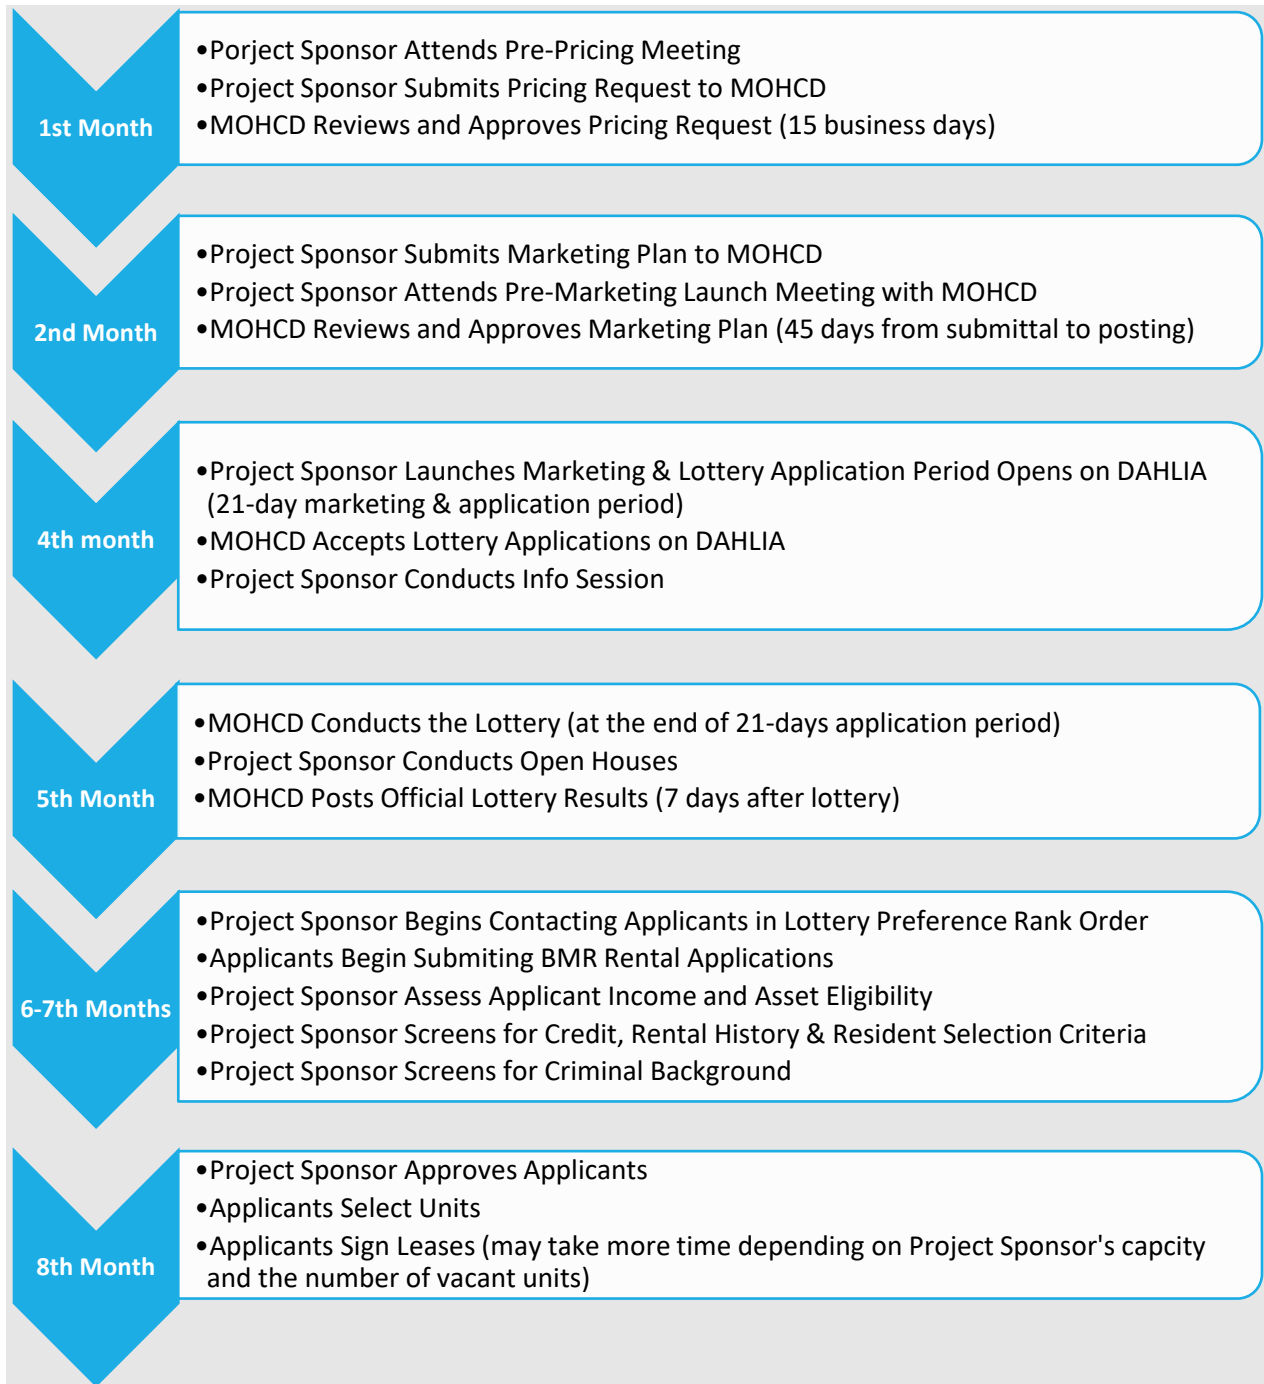 1st Month
•Porject Sponsor Attends Pre-Pricing Meeting
•Project Sponsor Submits Pricing Request to MOHCD
•MOHCD Reviews and Approves Pricing Request (15 business days)
2nd Month
•Project Sponsor Submits Marketing Plan to MOHCD
•Project Sponsor Attends Pre-Marketing Launch Meeting with MOHCD
•MOHCD Reviews and Approves Marketing Plan (45 days from submittal to posting)
4th month
•Project Sponsor Launches Marketing & Lottery Application Period Opens on DAHLIA
(21-day marketing & application period)
•MOHCD Accepts Lottery Applications on DAHLIA
•Project Sponsor Conducts Info Session
5th Month
•MOHCD Conducts the Lottery (at the end of 21-days application period)
•Project Sponsor Conducts Open Houses
•MOHCD Posts Official Lottery Results (7 days after lottery)
6-7th Months
•Project Sponsor Begins Contacting Applicants in Lottery Preference Rank Order
•Applicants Begin Submiting BMR Rental Applications
•Project Sponsor Assess Applicant Income and Asset Eligibility
•Project Sponsor Screens for Credit, Rental History & Resident Selection Criteria
•Project Sponsor Screens for Criminal Background
8th Month
•Project Sponsor Approves Applicants
•Applicants Select Units
•Applicants Sign Leases (may take more time depending on Project Sponsor's capcity
and the number of vacant units)